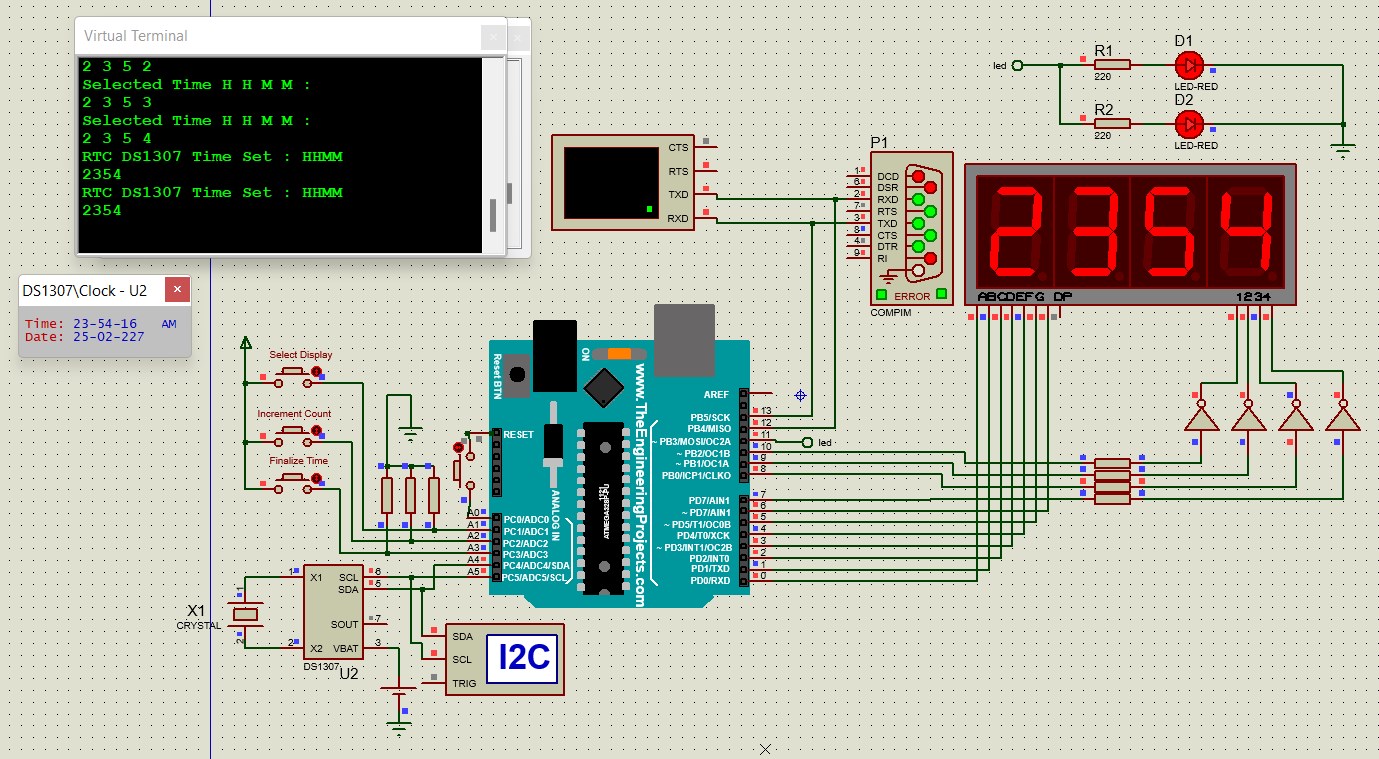 Virtual Terminal
2 3 5 2
Selected Time H H M M :
2 3 5 3
Selected Time H H M M :
2 3 5 4
RTC DS1307 Time Set : HHMM
2354
RTC DS1307 Time Set : HHMM
2354
DS1307\Clock - U2
Time: 23-54-16 AM
Date: 25-02-227
led
R1
220
D1
LED-RED
R2
220
D2
LED-RED
CTS
RTS
TXD
RXD
P1
1
6
2
7
3
8
4
9
DCD
DSR
RXD
RTS
TXD
CTS
DTR
RI
ERROR
COMPIM
2354
ABCDEFG DP
1234
Select Display
Increment Count
Finalize Time
Reset BTN
ON
www.TheEngineeringProjects.com
ANALOG IN
ATMEGA328P-PU
1121
RESET
A0
A1
A2
A3
A4
A5
PC0/ADC0
PC1/ADC1
PC2/ADC2
PC3/ADC3
PC4/ADC4/SDA
PC5/ADC5/SCL
AREF
PB5/SCK
PB4/MISO
~ PB3/MOSI/OC2A
~ PB2/OC1B
~ PB1/OC1A
PB0/ICP1/CLKO
PD7/AIN1
~ PD7/AIN1
~ PD5/T1/OC0B
PD4/T0/XCK
~ PD3/INT1/OC2B
PD2/INT0
PD1/TXD
PD0/RXD
13
12
11
10
9
8
7
6
5
4
3
2
1
0
led
X1
CRYSTAL
1
2
1
2
X1
X2
SCL
SDA
SOUT
VBAT
6
5
7
3
DS1307
U2
SDA
SCL
TRIG
I2C